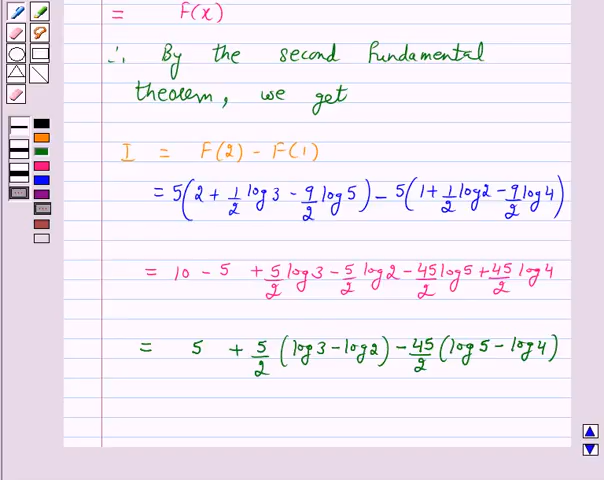 = F(x)
∴ By the second fundamental
theorem, we get
I = F(2) - F(1)
= 5(2 + 1/2 log 3 - 9/2 log 5) - 5(1 + 1/2 log 2 - 9/2 log 4)
= 10 - 5 + 5/2 log 3 - 5/2 log 2 - 45/2 log 5 + 45/2 log 4
= 5 + 5/2 (log 3 - log 2) - 45/2 (log 5 - log 4)